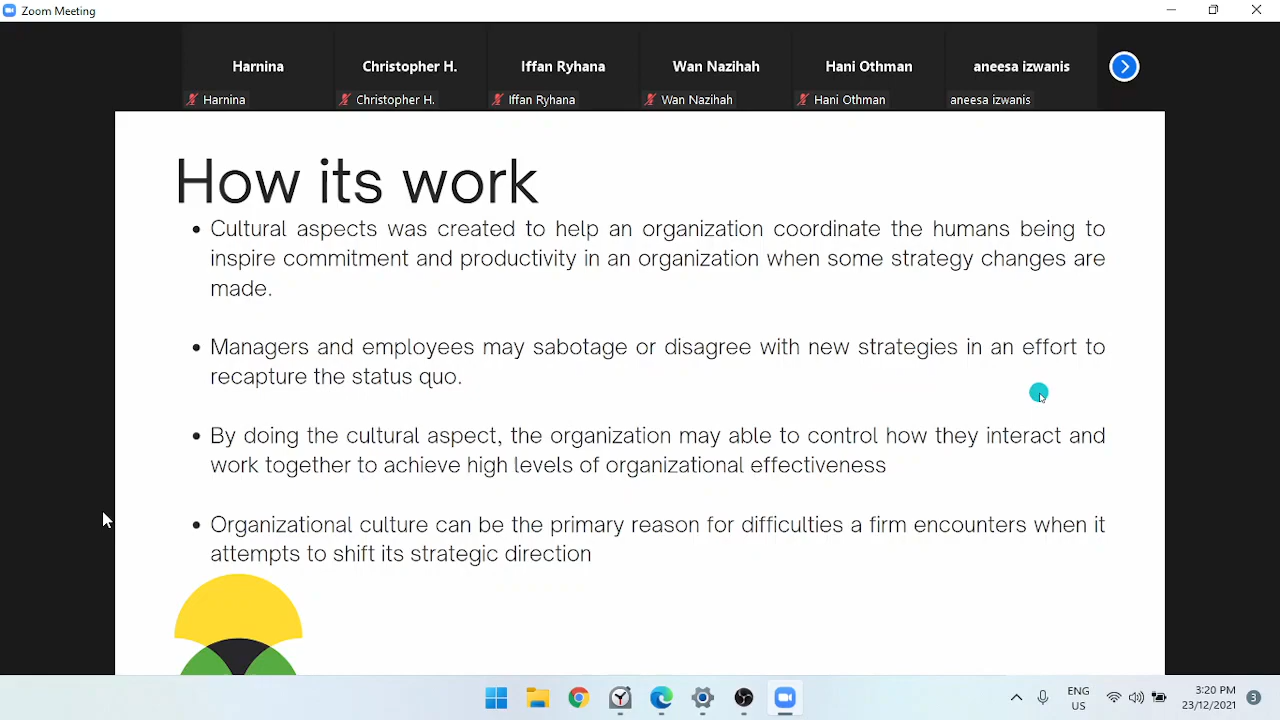 Zoom Meeting
Harnina
Christopher H.
Iffan Ryhana
Wan Nazihah
Hani Othman
aneesa izwanis
Harnina
Christopher H.
Iffan Ryhana
Wan Nazihah
Hani Othman
aneesa izwanis
How its work
• Cultural aspects was created to help an organization coordinate the humans being to
inspire commitment and productivity in an organization when some strategy changes are
made.
• Managers and employees may sabotage or disagree with new strategies in an effort to
recapture the status quo.
• By doing the cultural aspect, the organization may able to control how they interact and
work together to achieve high levels of organizational effectiveness
• Organizational culture can be the primary reason for difficulties a firm encounters when it
attempts to shift its strategic direction
ENG
US
3:20 PM
23/12/2021
3